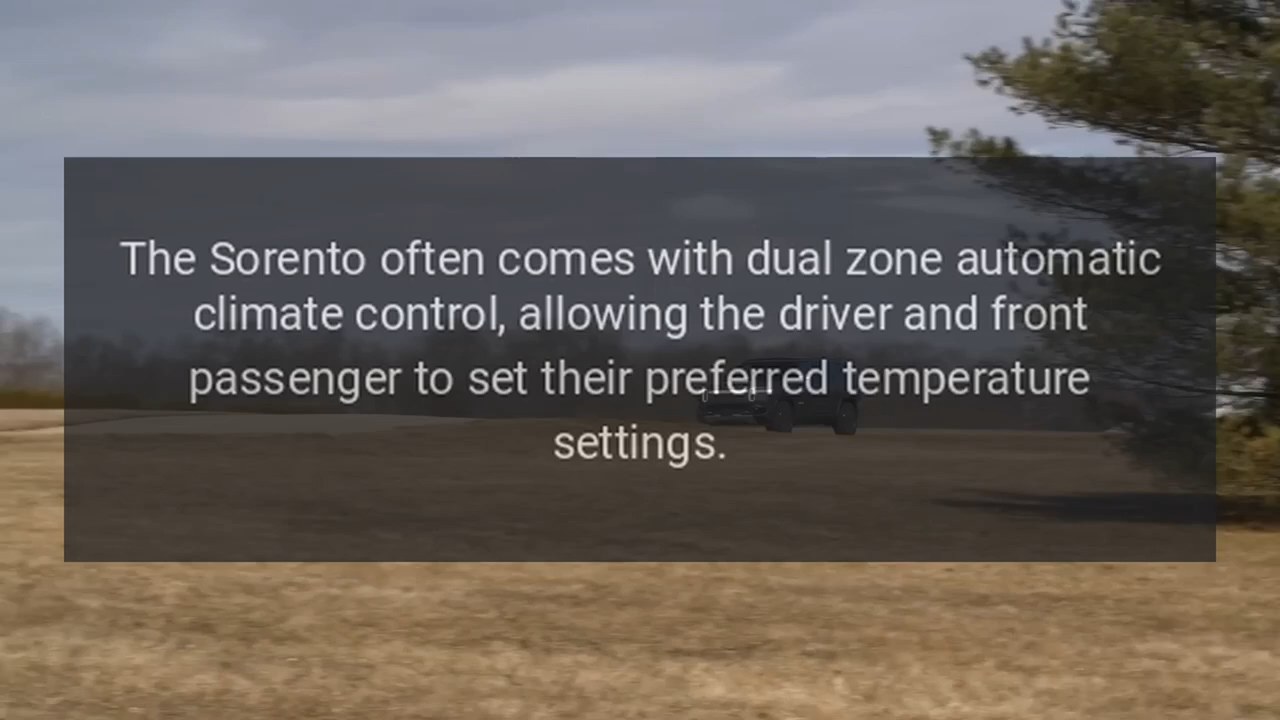 The Sorento often comes with dual zone automatic
climate control, allowing the driver and front
passenger to set their preferred temperature
settings.